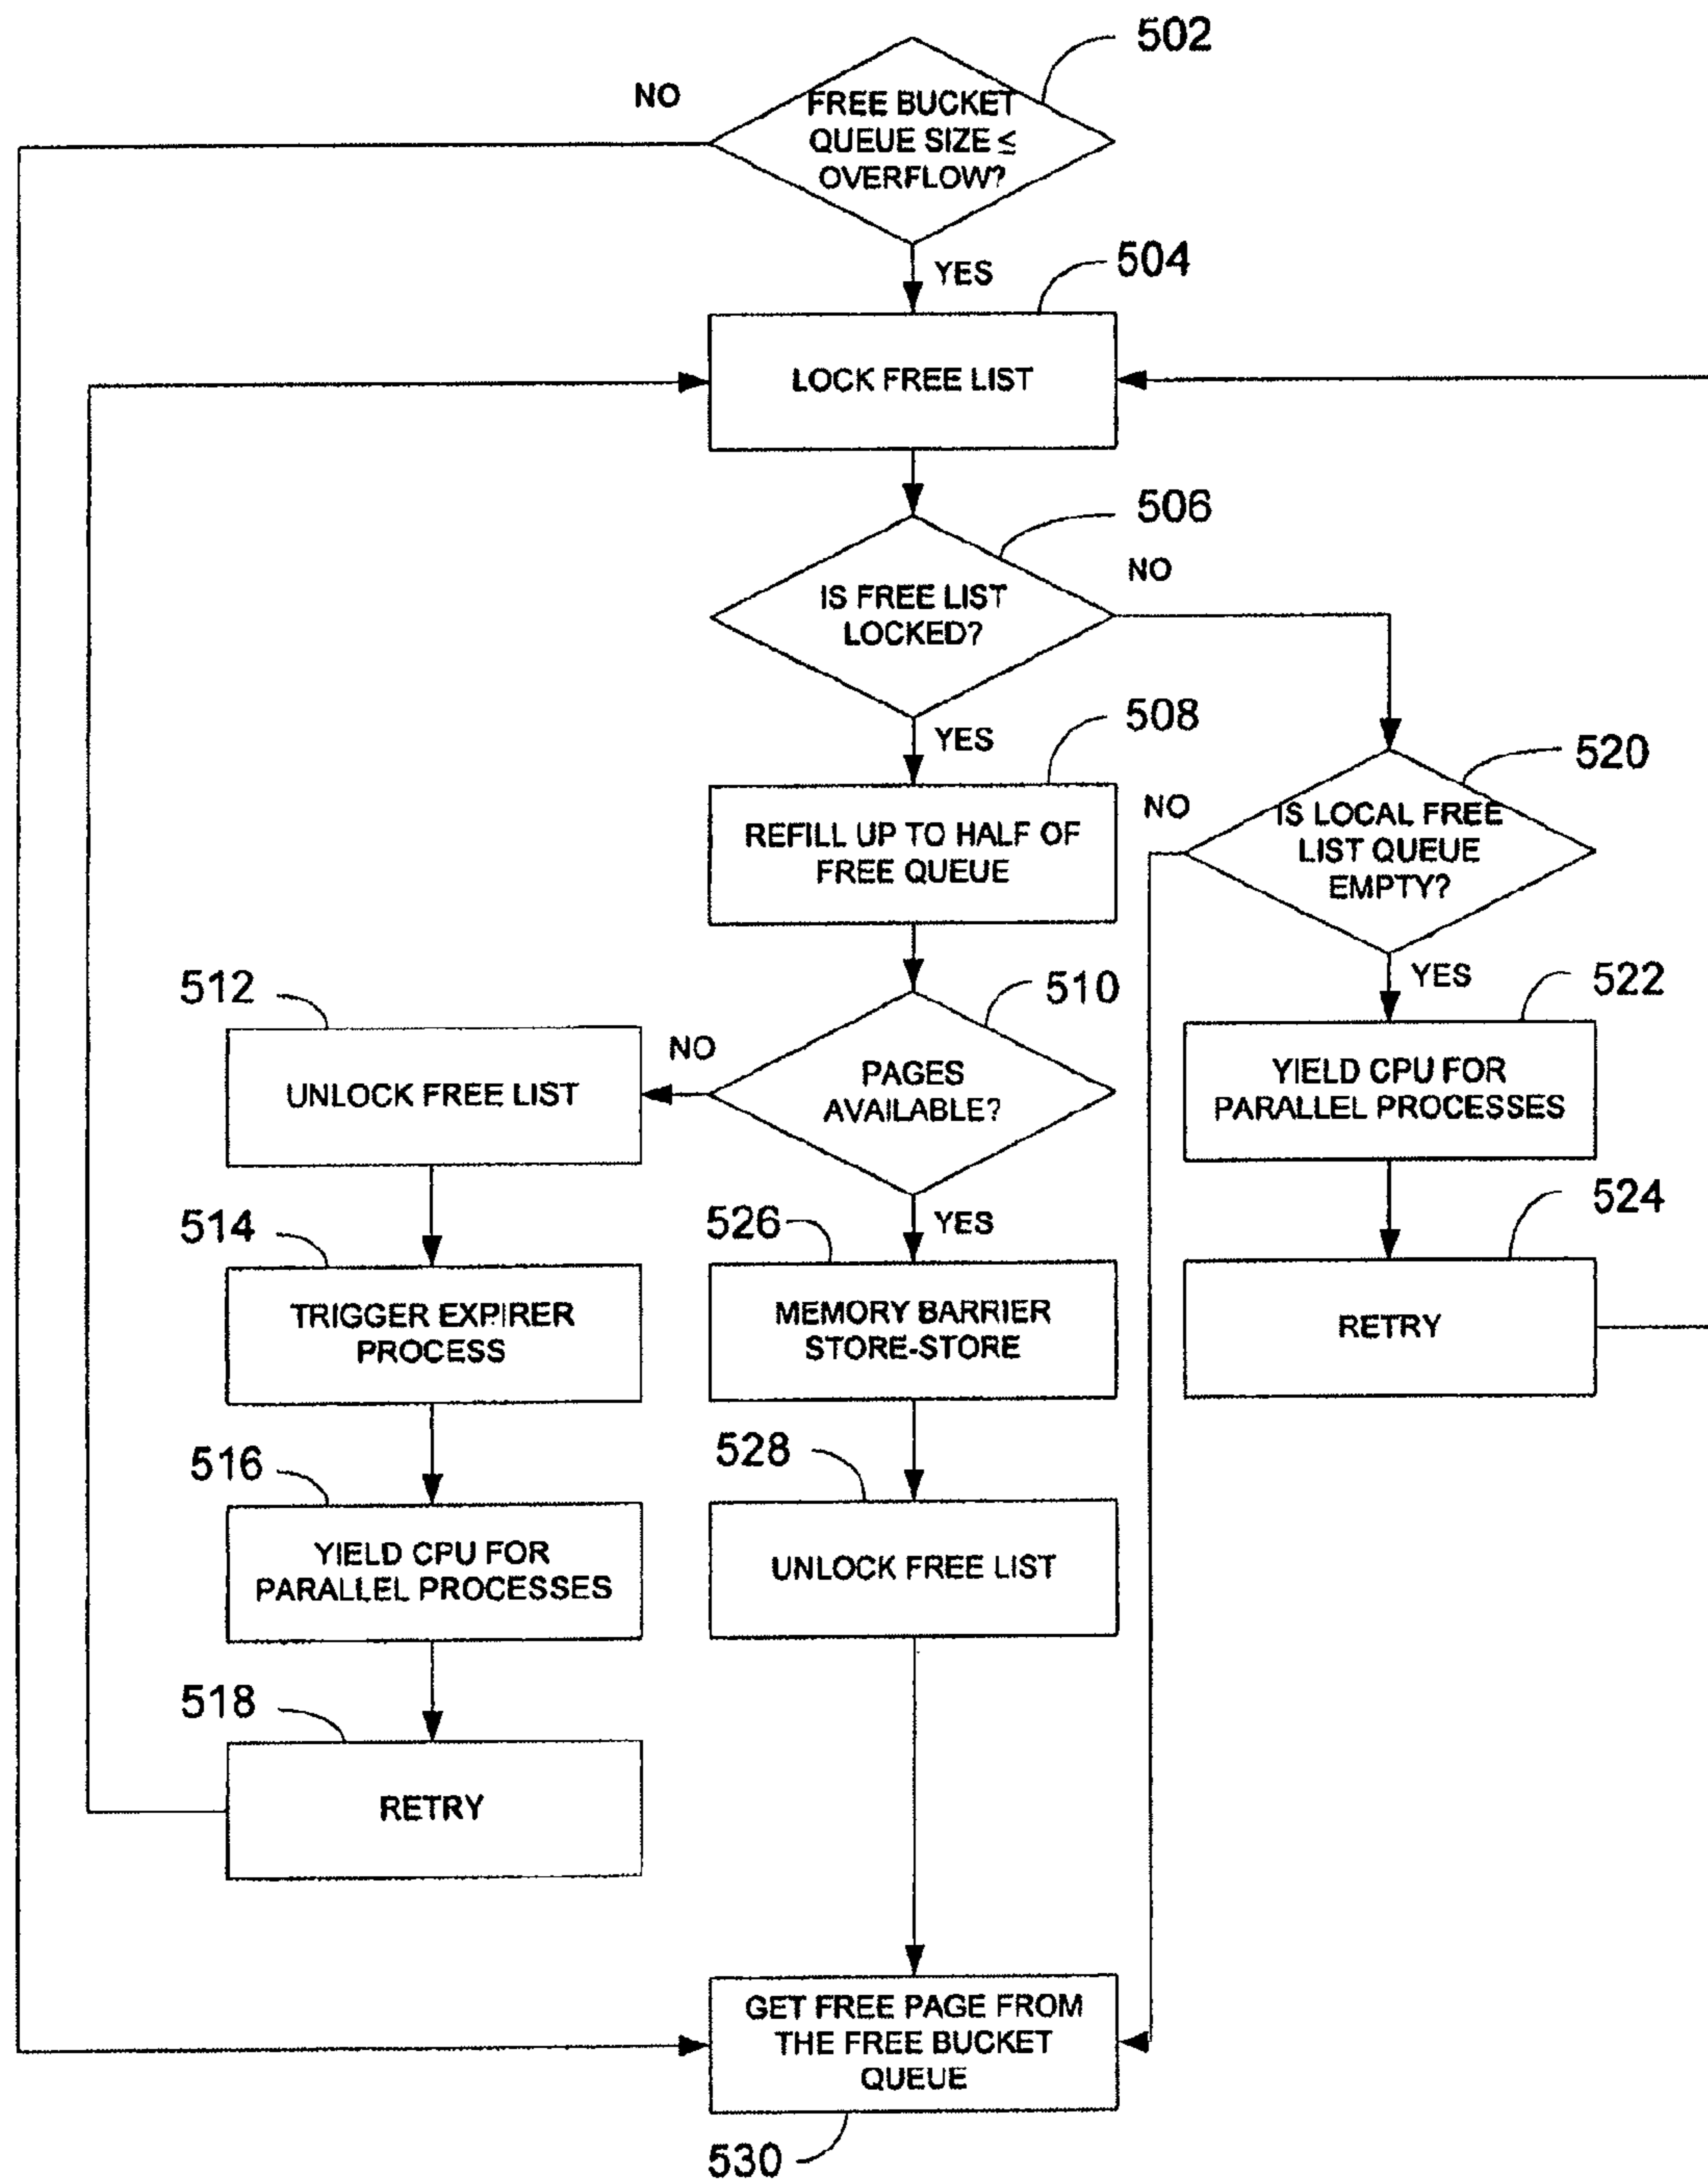 502
NO
FREE BUCKET
QUEUE SIZE ≤
OVERFLOW?
YES
504
LOCK FREE LIST
506
NO
IS FREE LIST
LOCKED?
YES
508
520
REFILL UP TO HALF OF
FREE QUEUE
NO
IS LOCAL FREE
LIST QUEUE
EMPTY?
YES
512
510
522
UNLOCK FREE LIST
NO
PAGES
AVAILABLE?
YIELD CPU FOR
PARALLEL PROCESSES
514
526
YES
524
TRIGGER EXPIRER
PROCESS
MEMORY BARRIER
STORE-STORE
RETRY
516
528
YIELD CPU FOR
PARALLEL PROCESSES
UNLOCK FREE LIST
518
RETRY
GET FREE PAGE FROM
THE FREE BUCKET
QUEUE
530